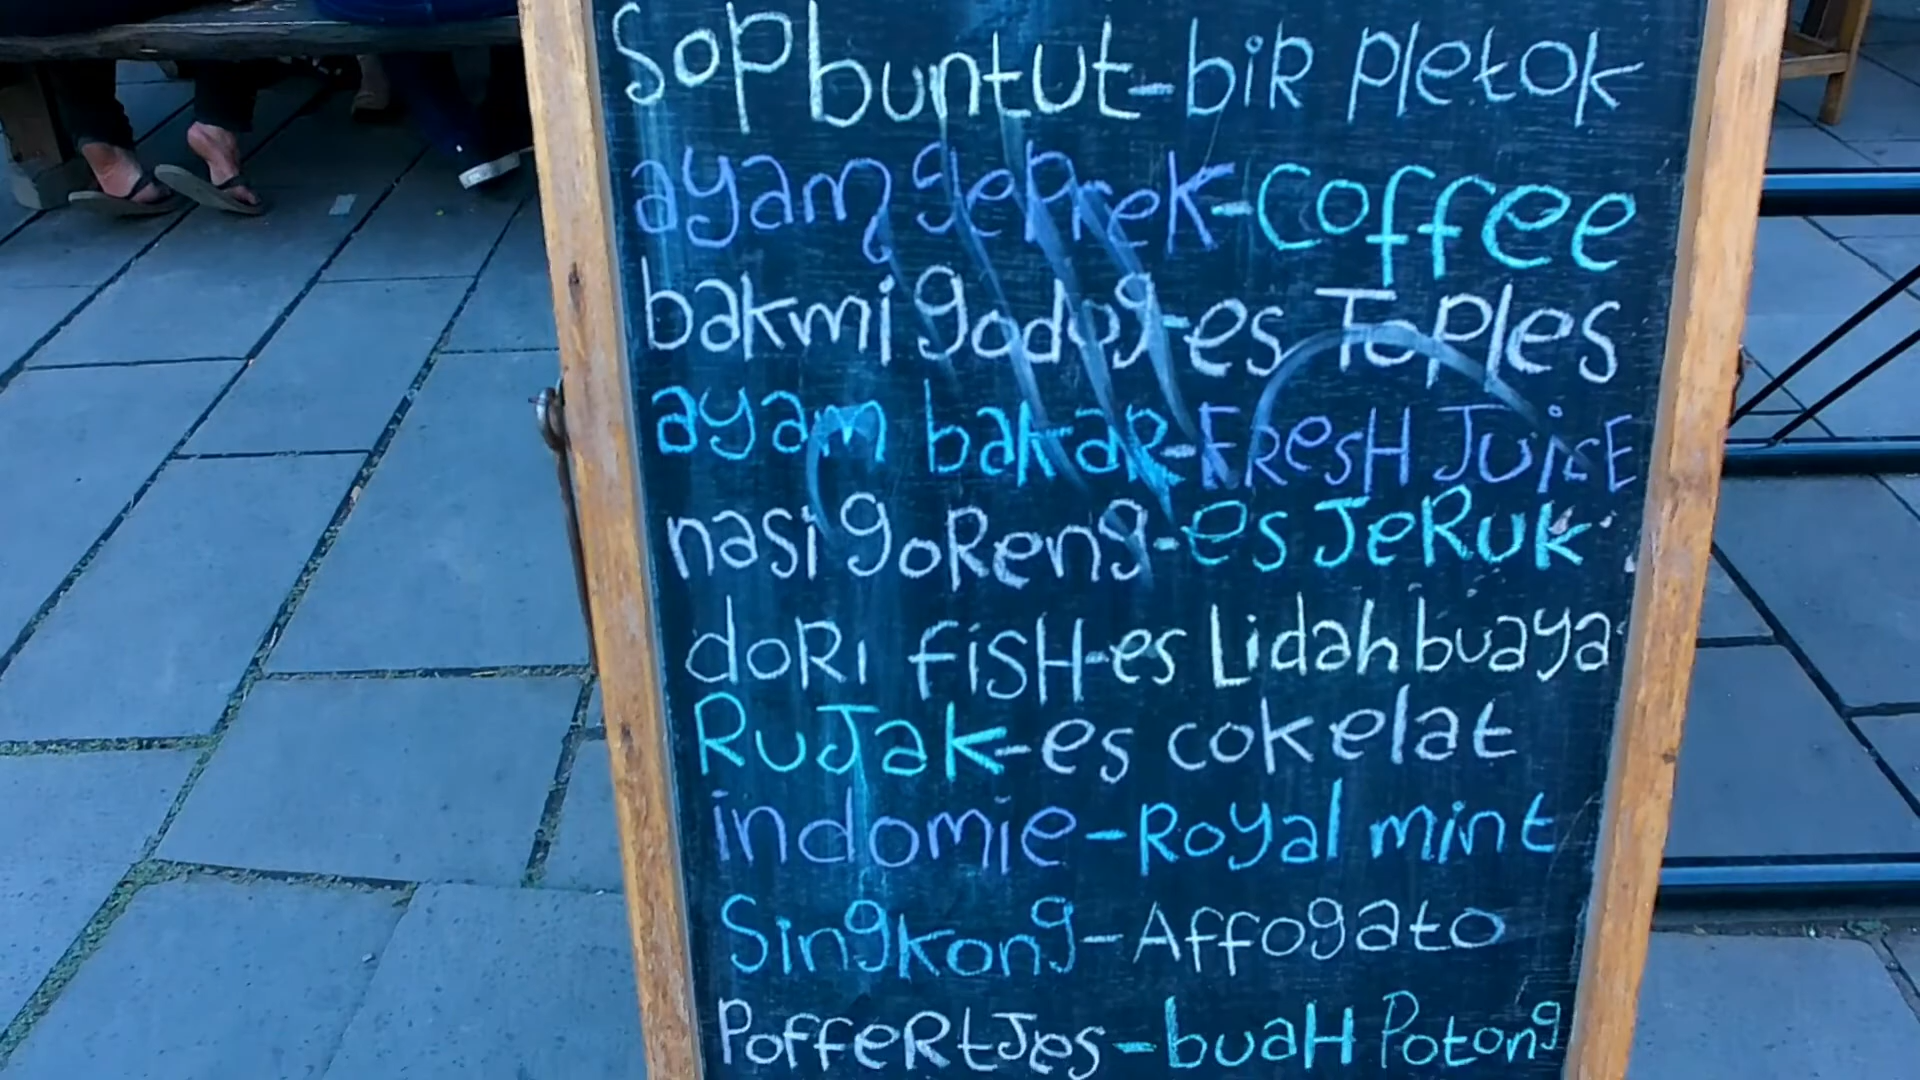 Sop buntut-biR Pletok
ayam gePrek-coffee
bakmi godog-es TOPles
ayam bakaR-FResH JuicE
nasi goReng-es JeRuk
doRi fisH-es Lidah buaya
RuJak-es cokelat
indomie-Royal mint
Singkong-Affogato
PoffeRtJes-buaH Potong